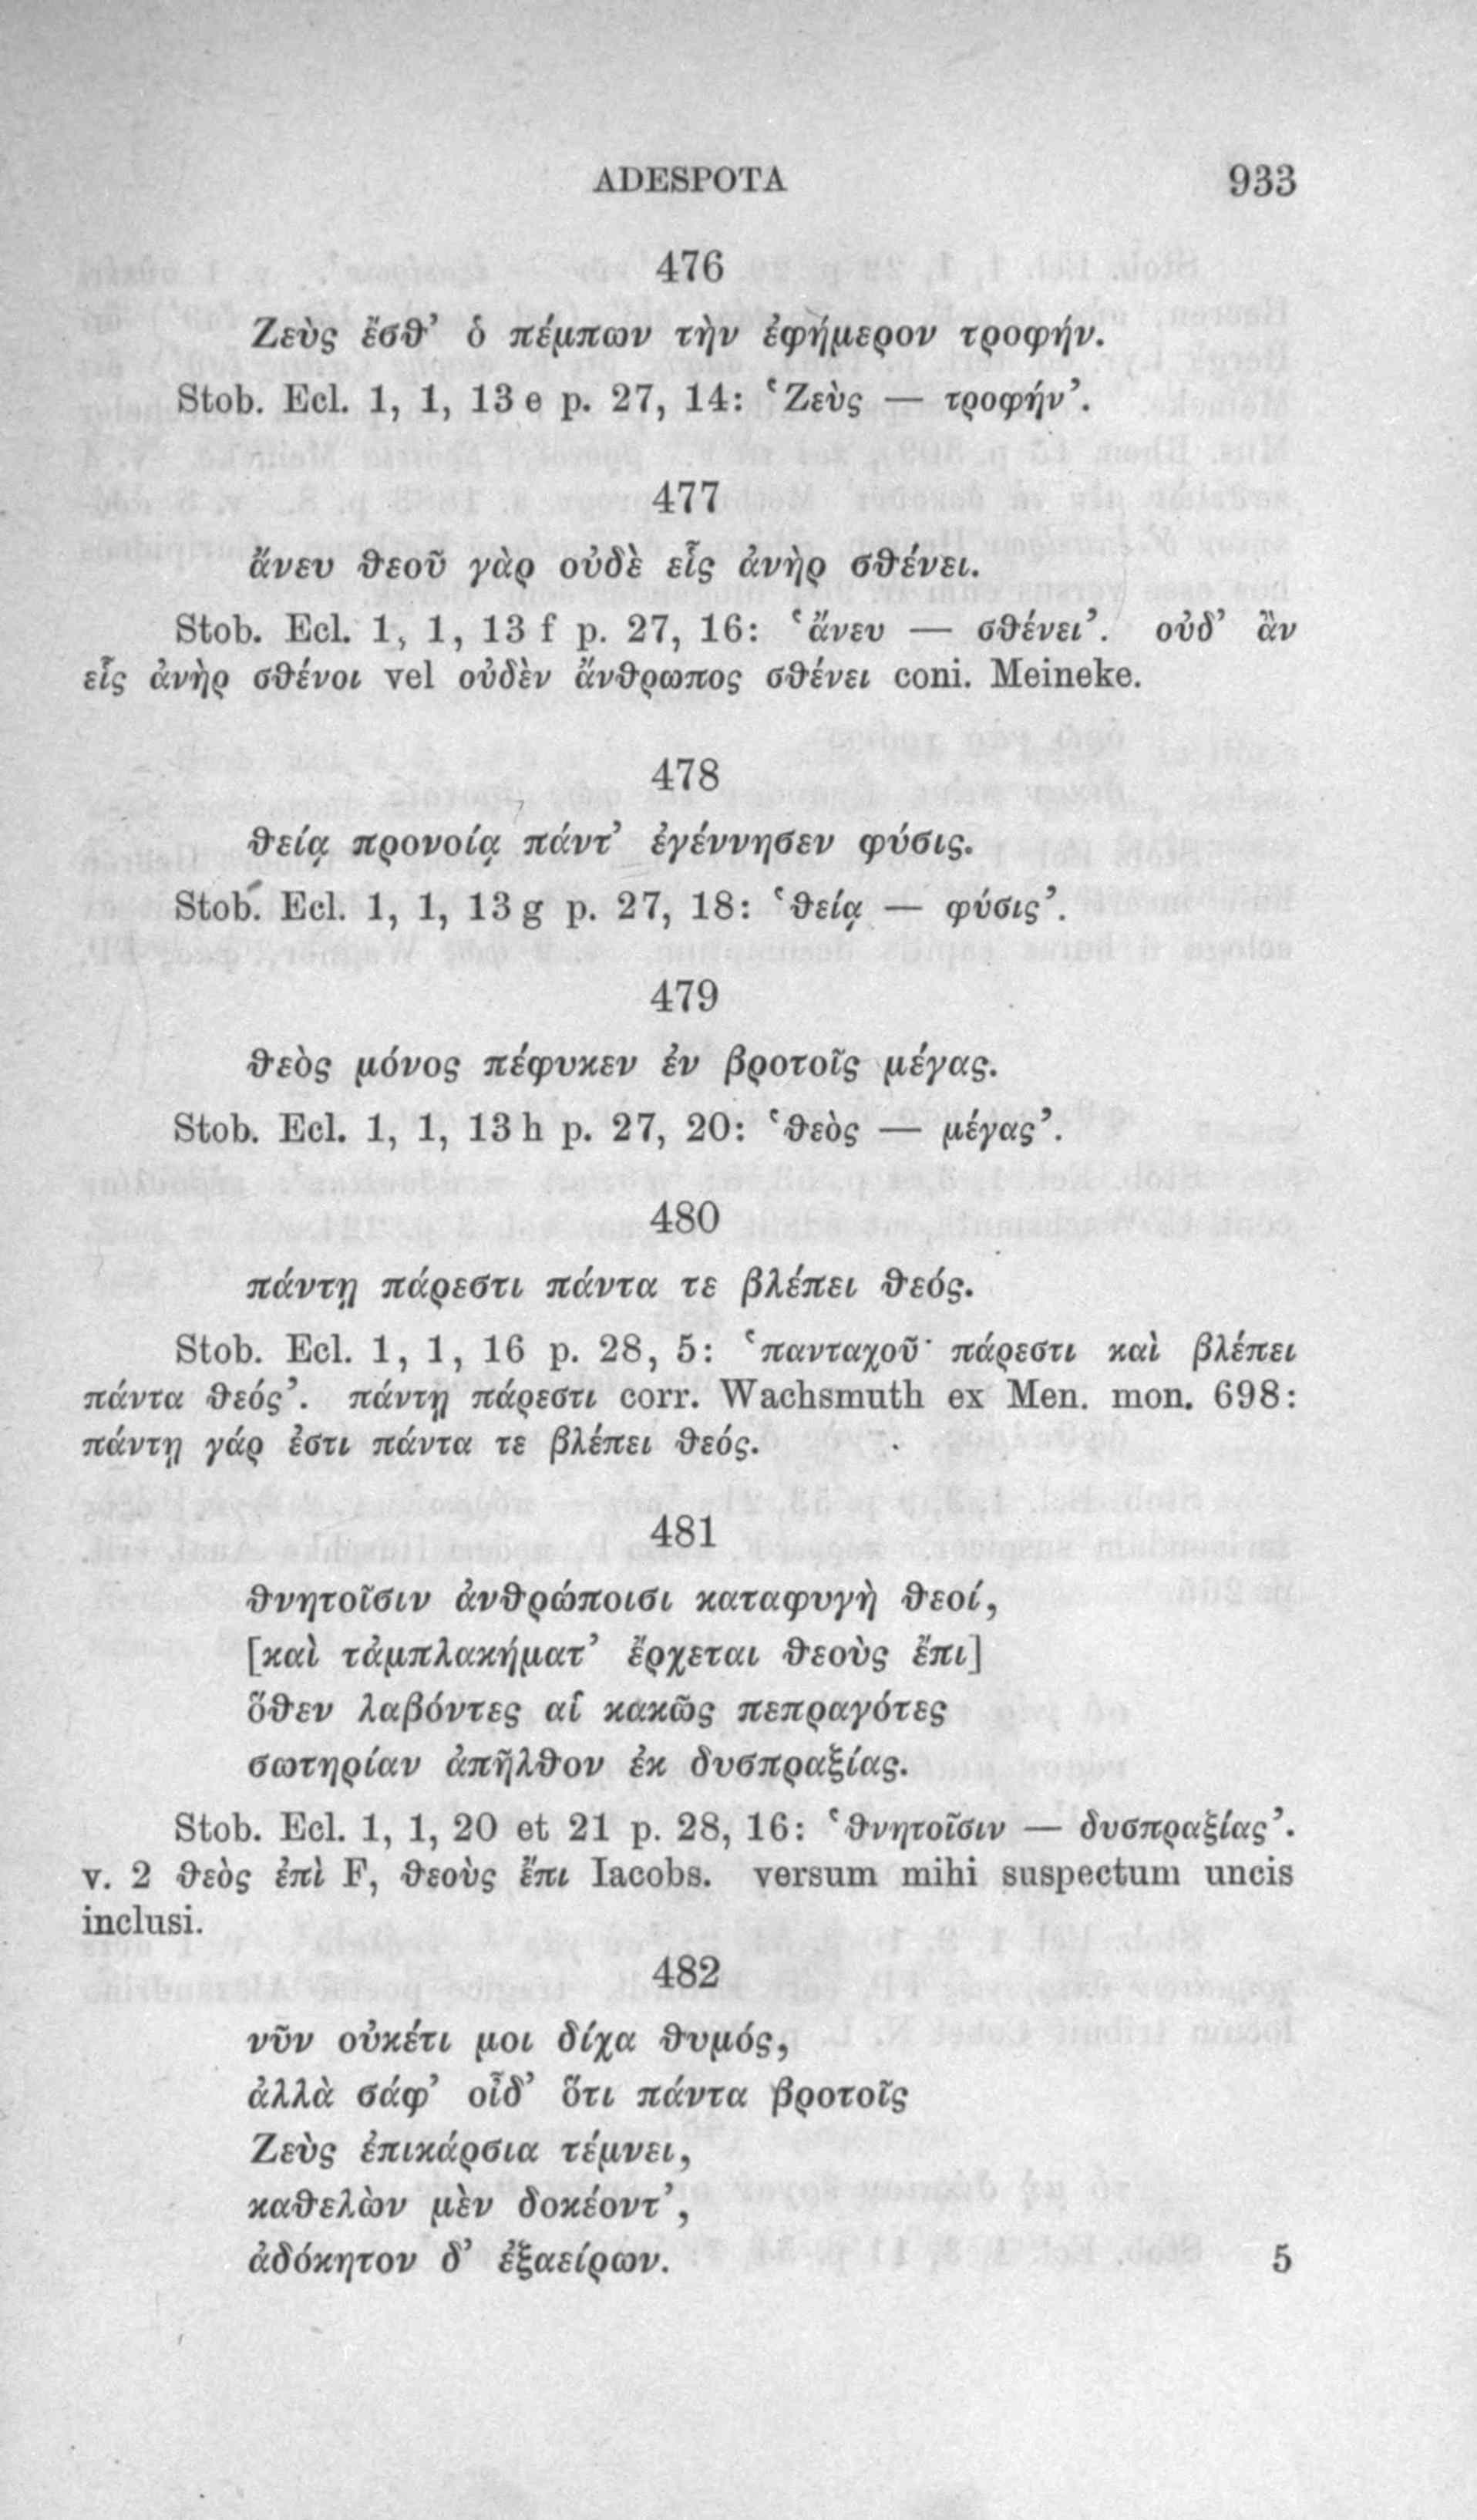 ADESPOTA 933
476
Ζεὺς ἔσθ’ ὁ πέμπων τὴν ἐφήμερον τροφήν.
Stob. Ecl. 1, 1, 13 e p. 27, 14: ‘Ζεὺς — τροφήν’.
477
ἄνευ θεοῦ γὰρ οὐδὲ εἷς ἀνὴρ σθένει.
Stob. Ecl. 1, 1, 13 f p. 27, 16: ‘ἄνευ — σθένει’. οὐδ’ ἂν
εἷς ἀνὴρ σθένοι vel οὐδὲν ἄνθρωπος σθένει coni. Meineke.
478
θείᾳ προνοίᾳ πάντ’ ἐγέννησεν φύσις.
Stob. Ecl. 1, 1, 13 g p. 27, 18: ‘θείᾳ — φύσις’.
479
θεὸς μόνος πέφυκεν ἐν βροτοῖς μέγας.
Stob. Ecl. 1, 1, 13 h p. 27, 20: ‘θεὸς — μέγας’.
480
πάντῃ πάρεστι πάντα τε βλέπει θεός.
Stob. Ecl. 1, 1, 16 p. 28, 5: ‘πανταχοῦ· πάρεστι καὶ βλέπει
πάντα θεός’. πάντῃ πάρεστι corr. Wachsmuth ex Men. mon. 698:
πάντῃ γάρ ἐστι πάντα τε βλέπει θεός.
481
θνητοῖσιν ἀνθρώποισι καταφυγὴ θεοί,
[καὶ τἀμπλακήματ’ ἔρχεται θεοὺς ἔπι]
ὅθεν λαβόντες αἱ κακῶς πεπραγότες
σωτηρίαν ἀπῆλθον ἐκ δυσπραξίας.
Stob. Ecl. 1, 1, 20 et 21 p. 28, 16: ‘θνητοῖσιν — δυσπραξίας’.
v. 2 θεὸς ἐπὶ F, θεοὺς ἔπι Iacobs. versum mihi suspectum uncis
inclusi.
482
νῦν οὐκέτι μοι δίχα θυμός,
ἀλλὰ σάφ’ οἶδ’ ὅτι πάντα βροτοῖς
Ζεὺς ἐπικάρσια τέμνει,
καθελὼν μὲν δοκέοντ’,
ἀδόκητον δ’ ἐξαείρων. 5